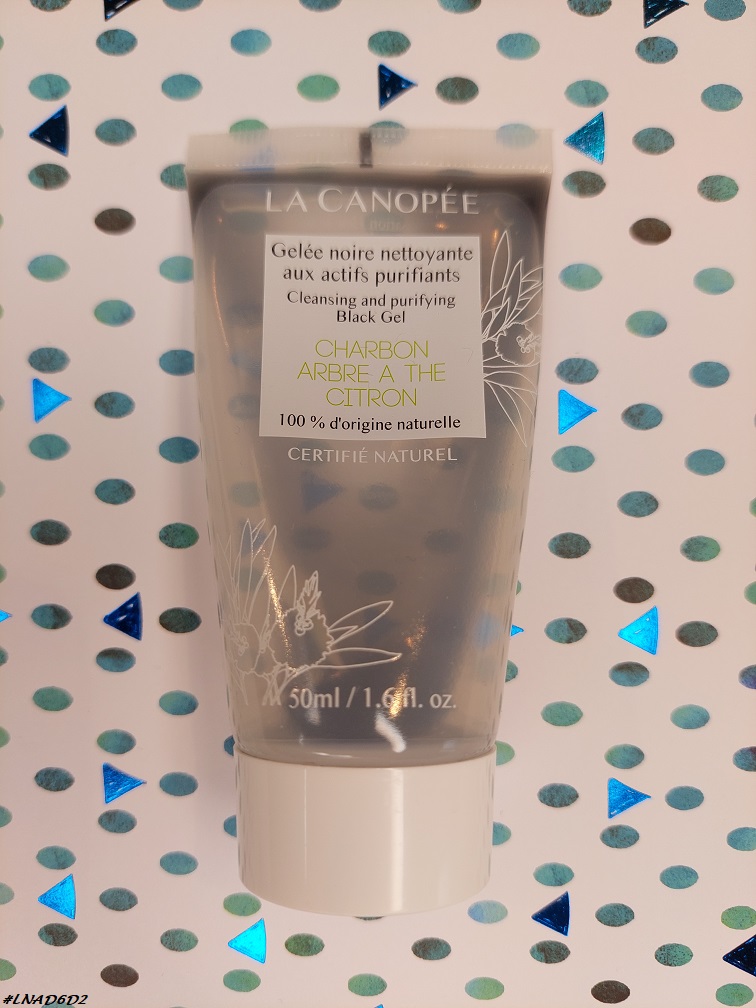 LA CANOPÉE
Gelée noire nettoyante
aux actifs purifiants
Cleansing and purifying
Black Gel
CHARBON
ARBRE A THE
CITRON
100 % d'origine naturelle
CERTIFIÉ NATUREL
50ml / 1.6 fl. oz.
#LNAD6D2